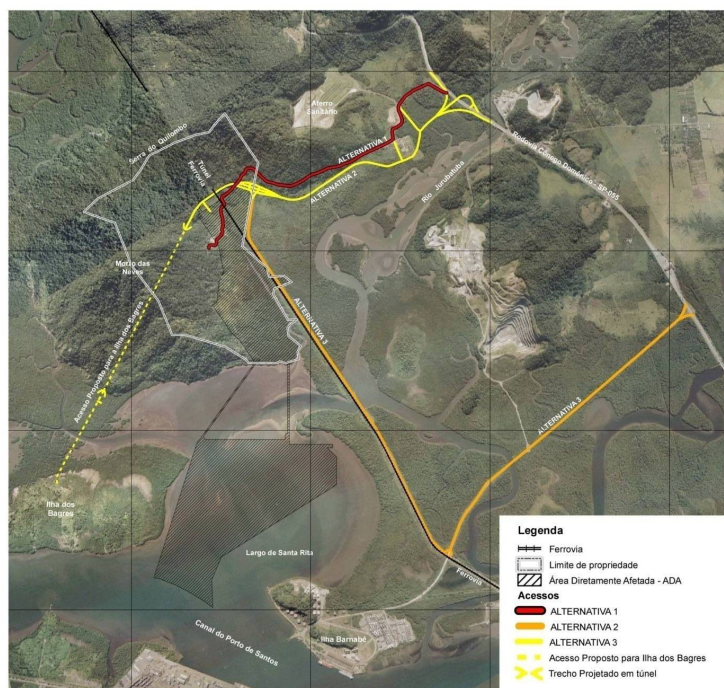 Aterro
Sanitário
Serra do Quilombo
ALTERNATIVA 1
Rodovia Cônego Domênico - SP-055
Túnel
Ferrovia
ALTERNATIVA 2
Rio Jurubatuba
Morro das
Neves
Acesso Proposto para a Ilha dos Bagres
ALTERNATIVA 3
ALTERNATIVA 3
Ilha dos
Bagres
Largo de Santa Rita
Ferrovia
Canal do Porto de Santos
Ilha Barnabé
Legenda
Ferrovia
Limite de propriedade
Área Diretamente Afetada - ADA
Acessos
ALTERNATIVA 1
ALTERNATIVA 2
ALTERNATIVA 3
Acesso Proposto para Ilha dos Bagres
Trecho Projetado em túnel